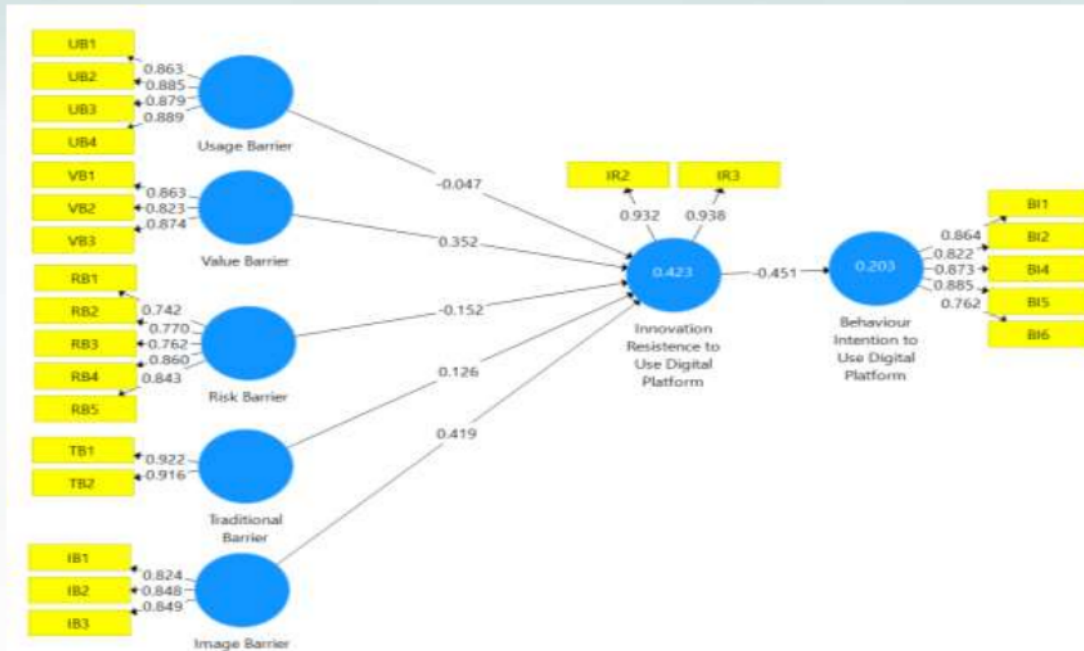 UB1
UB2
UB3
UB4
0.863
0.885
0.879
0.889
Usage Barrier
VB1
VB2
VB3
0.863
0.823
0.874
Value Barrier
RB1
RB2
RB3
RB4
RB5
0.742
0.770
0.762
0.860
0.843
Risk Barrier
TB1
TB2
0.922
0.916
Traditional
Barrier
IB1
IB2
IB3
0.824
0.848
0.849
Image Barrier
-0.047
0.352
-0.152
0.126
0.419
IR2
IR3
0.932
0.938
0.423
Innovation
Resistence to
Use Digital
Platform
-0.451
0.203
Behaviour
Intention to
Use Digital
Platform
0.864
0.822
0.873
0.885
0.762
BI1
BI2
BI4
BI5
BI6